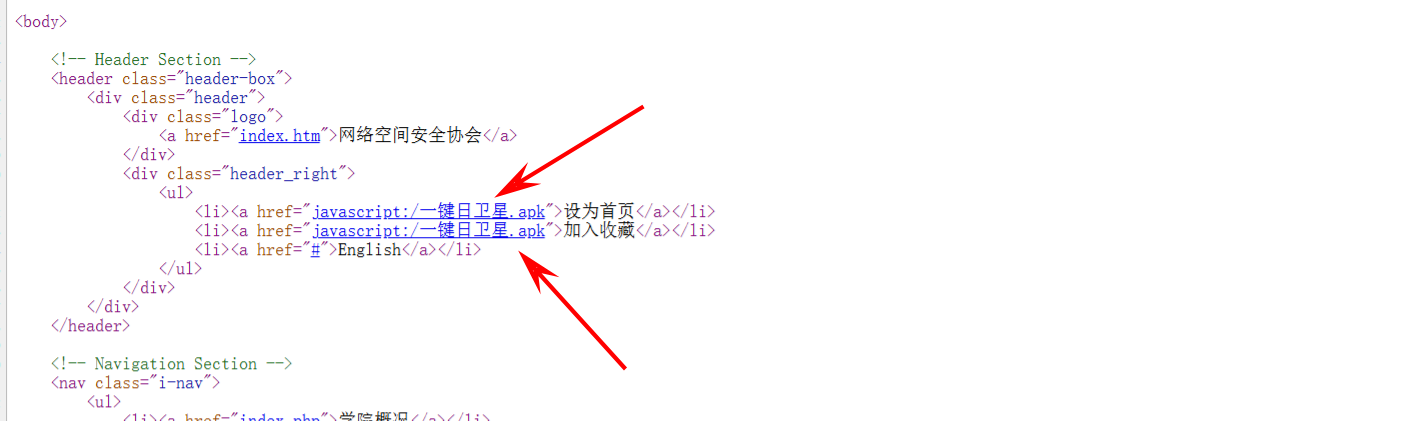 <body>
<!-- Header Section -->
<header class="header-box">
<div class="header">
<div class="logo">
<a href="index.htm">网络空间安全协会</a>
</div>
<div class="header_right">
<ul>
<li><a href="javascript:/一键日卫星.apk">设为首页</a></li>
<li><a href="javascript:/一键日卫星.apk">加入收藏</a></li>
<li><a href="#">English</a></li>
</ul>
</div>
</div>
</header>
<!-- Navigation Section -->
<nav class="i-nav">
<ul>
<li><a href="index.php">学院概况</a></li>